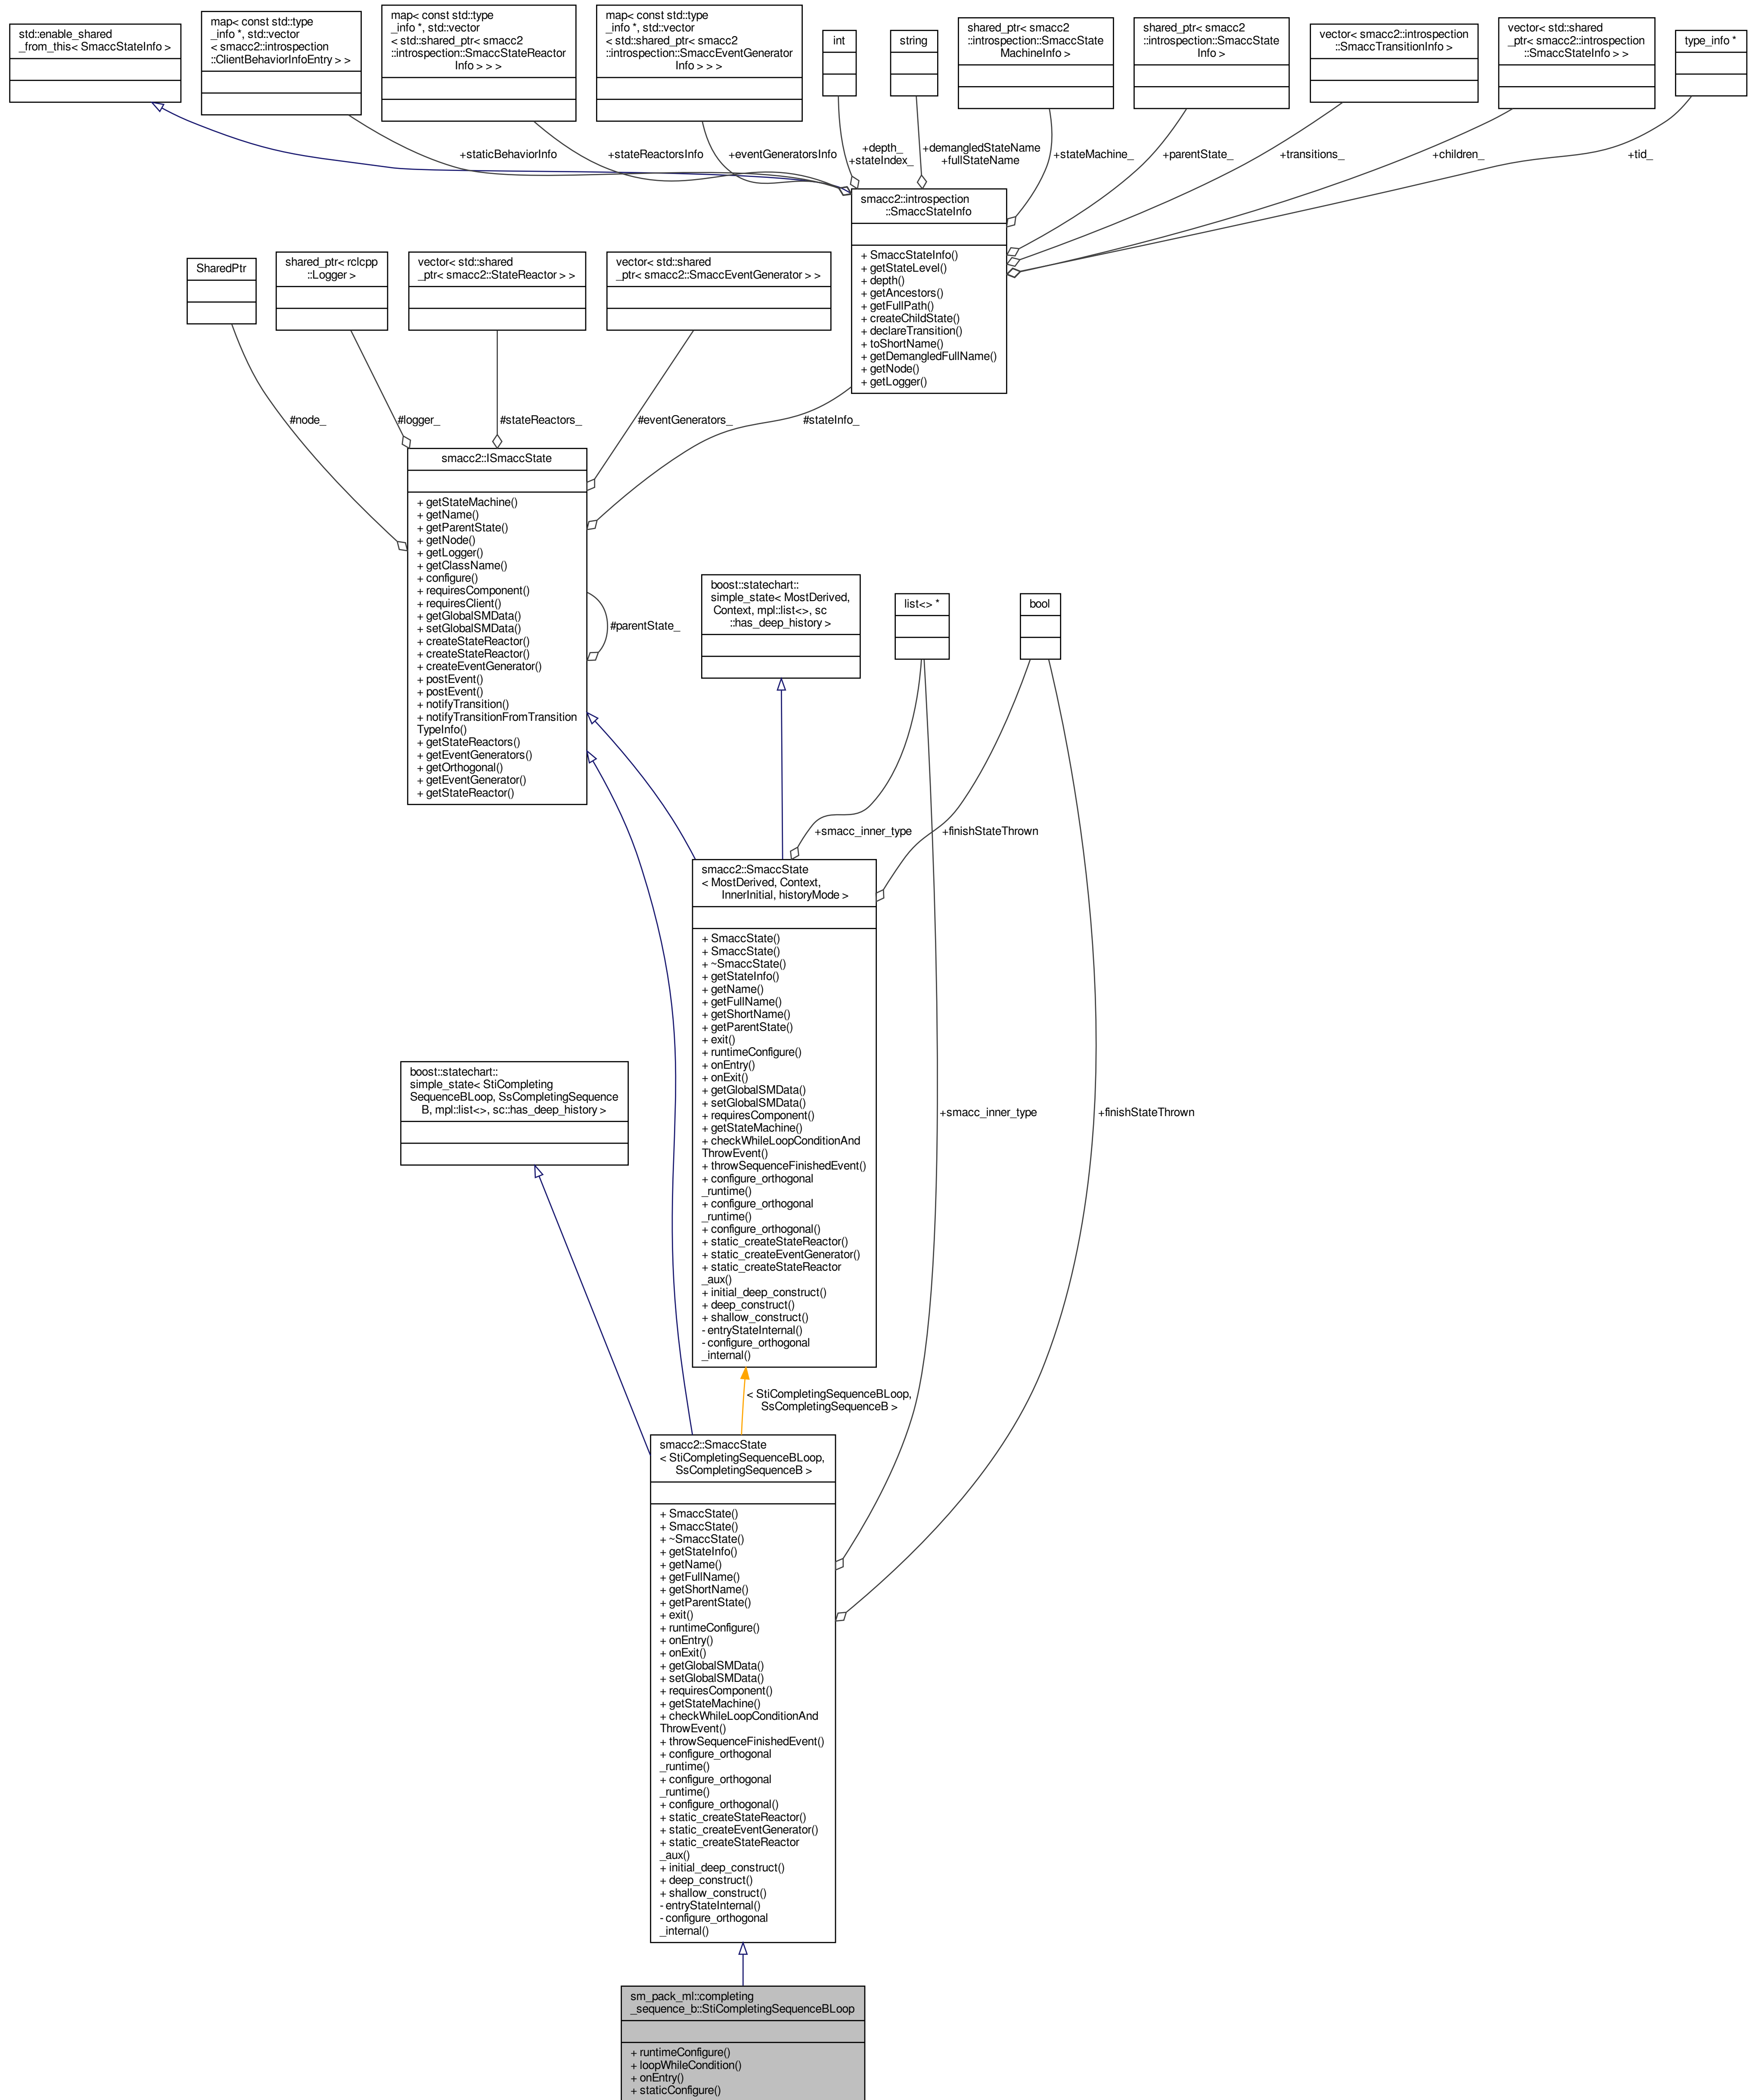 std::enable_shared
_from_this< SmaccStateInfo >
map< const std::type
_info *, std::vector
< smacc2::introspection
::ClientBehaviorInfoEntry > >
map< const std::type
_info *, std::vector
< std::shared_ptr< smacc2
::introspection::SmaccStateReactor
Info > > >
map< const std::type
_info *, std::vector
< std::shared_ptr< smacc2
::introspection::SmaccEventGenerator
Info > > >
int
string
shared_ptr< smacc2
::introspection::SmaccState
MachineInfo >
shared_ptr< smacc2
::introspection::SmaccState
Info >
vector< smacc2::introspection
::SmaccTransitionInfo >
vector< std::shared
_ptr< smacc2::introspection
::SmaccStateInfo > >
type_info *
+staticBehaviorInfo
+stateReactorsInfo
+eventGeneratorsInfo
+depth_
+stateIndex_
+demangledStateName
+fullStateName
+stateMachine_
+parentState_
+transitions_
+children_
+tid_
smacc2::introspection
::SmaccStateInfo
+ SmaccStateInfo()
+ getStateLevel()
+ depth()
+ getAncestors()
+ getFullPath()
+ createChildState()
+ declareTransition()
+ toShortName()
+ getDemangledFullName()
+ getNode()
+ getLogger()
SharedPtr
shared_ptr< rclcpp
::Logger >
vector< std::shared
_ptr< smacc2::StateReactor > >
vector< std::shared
_ptr< smacc2::SmaccEventGenerator > >
#node_
#logger_
#stateReactors_
#eventGenerators_
#stateInfo_
smacc2::ISmaccState
+ getStateMachine()
+ getName()
+ getParentState()
+ getNode()
+ getLogger()
+ getClassName()
+ configure()
+ requiresComponent()
+ requiresClient()
+ getGlobalSMData()
+ setGlobalSMData()
+ createStateReactor()
+ createStateReactor()
+ createEventGenerator()
+ postEvent()
+ postEvent()
+ notifyTransition()
+ notifyTransitionFromTransition
TypeInfo()
+ getStateReactors()
+ getEventGenerators()
+ getOrthogonal()
+ getEventGenerator()
+ getStateReactor()
#parentState_
boost::statechart::
simple_state< MostDerived,
Context, mpl::list<>, sc
::has_deep_history >
list<> *
bool
+smacc_inner_type
+finishStateThrown
smacc2::SmaccState
< MostDerived, Context,
InnerInitial, historyMode >
+ SmaccState()
+ SmaccState()
+ ~SmaccState()
+ getStateInfo()
+ getName()
+ getFullName()
+ getShortName()
+ getParentState()
+ exit()
+ runtimeConfigure()
+ onEntry()
+ onExit()
+ getGlobalSMData()
+ setGlobalSMData()
+ requiresComponent()
+ getStateMachine()
+ checkWhileLoopConditionAnd
ThrowEvent()
+ throwSequenceFinishedEvent()
+ configure_orthogonal
_runtime()
+ configure_orthogonal
_runtime()
+ configure_orthogonal()
+ static_createStateReactor()
+ static_createEventGenerator()
+ static_createStateReactor
_aux()
+ initial_deep_construct()
+ deep_construct()
+ shallow_construct()
- entryStateInternal()
- configure_orthogonal
_internal()
boost::statechart::
simple_state< StiCompleting
SequenceBLoop, SsCompletingSequence
B, mpl::list<>, sc::has_deep_history >
+smacc_inner_type
+finishStateThrown
< StiCompletingSequenceBLoop,
SsCompletingSequenceB >
smacc2::SmaccState
< StiCompletingSequenceBLoop,
SsCompletingSequenceB >
+ SmaccState()
+ SmaccState()
+ ~SmaccState()
+ getStateInfo()
+ getName()
+ getFullName()
+ getShortName()
+ getParentState()
+ exit()
+ runtimeConfigure()
+ onEntry()
+ onExit()
+ getGlobalSMData()
+ setGlobalSMData()
+ requiresComponent()
+ getStateMachine()
+ checkWhileLoopConditionAnd
ThrowEvent()
+ throwSequenceFinishedEvent()
+ configure_orthogonal
_runtime()
+ configure_orthogonal
_runtime()
+ configure_orthogonal()
+ static_createStateReactor()
+ static_createEventGenerator()
+ static_createStateReactor
_aux()
+ initial_deep_construct()
+ deep_construct()
+ shallow_construct()
- entryStateInternal()
- configure_orthogonal
_internal()
sm_pack_ml::completing
_sequence_b::StiCompletingSequenceBLoop
+ runtimeConfigure()
+ loopWhileCondition()
+ onEntry()
+ staticConfigure()